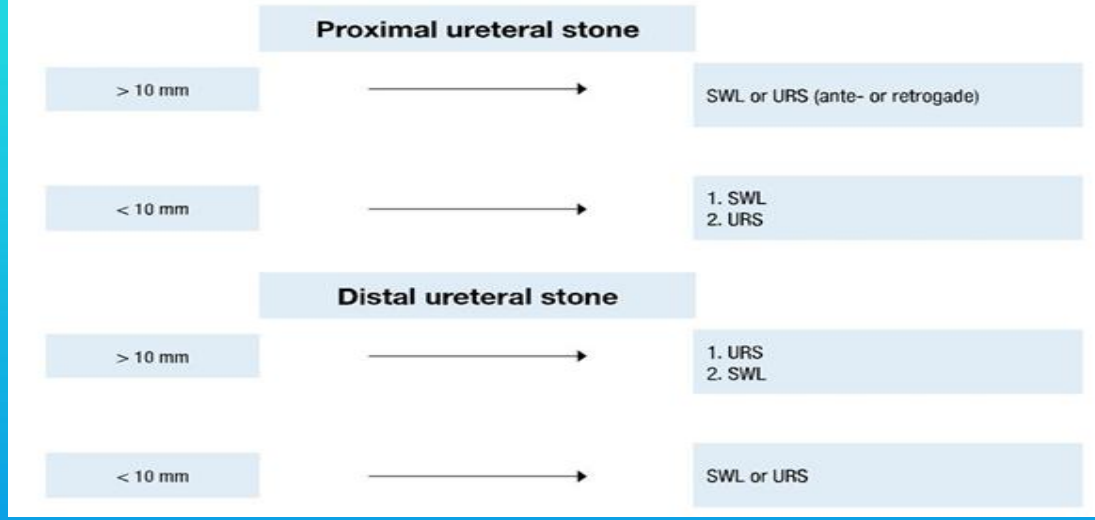 Proximal ureteral stone
> 10 mm
SWL or URS (ante- or retrogade)
< 10 mm
1. SWL
2. URS
Distal ureteral stone
> 10 mm
1. URS
2. SWL
< 10 mm
SWL or URS